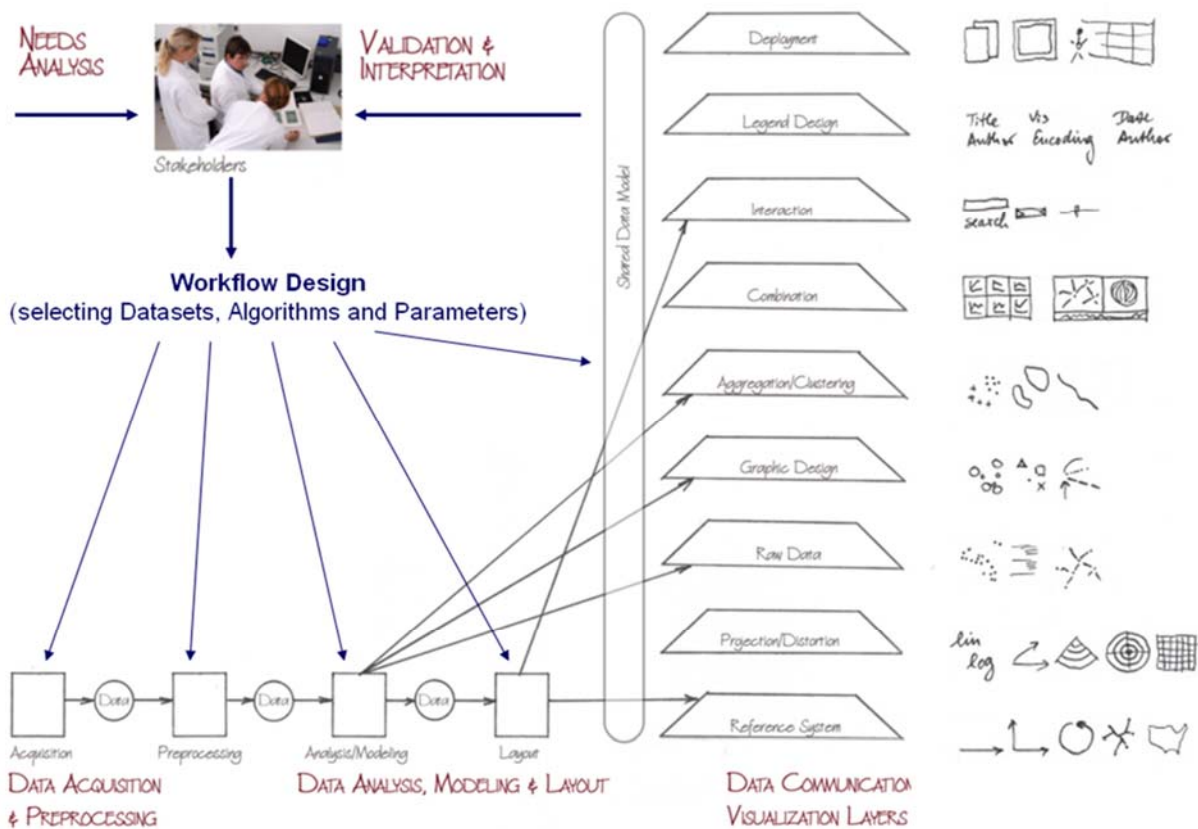 NEEDS
ANALYSIS
VALIDATION &
INTERPRETATION
Stakeholders
Workflow Design
(selecting Datasets, Algorithms and Parameters)
Shared Data Model
Deployment
Legend Design
Interaction
Combination
Aggregation/Clustering
Graphic Design
Raw Data
Projection/Distortion
Reference System
Title
Author
Vis
Encoding
Date
Author
search
lin
log
Data
Data
Data
Acquisition
Preprocessing
Analysis/Modeling
Layout
DATA ACQUISITION
& PREPROCESSING
DATA ANALYSIS, MODELING & LAYOUT
DATA COMMUNICATION
VISUALIZATION LAYERS